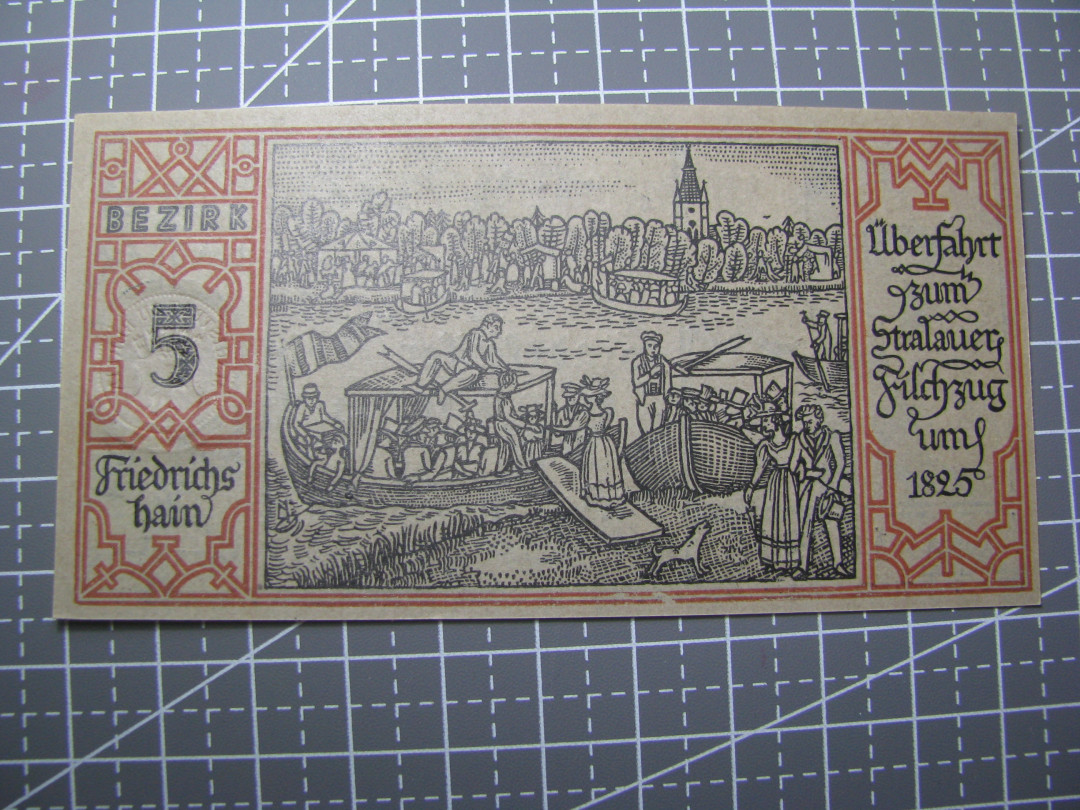 BEZIRK
5
Friedrichs
hain
Überfahrt
zum
Stralauer
Fischzug
um
1825